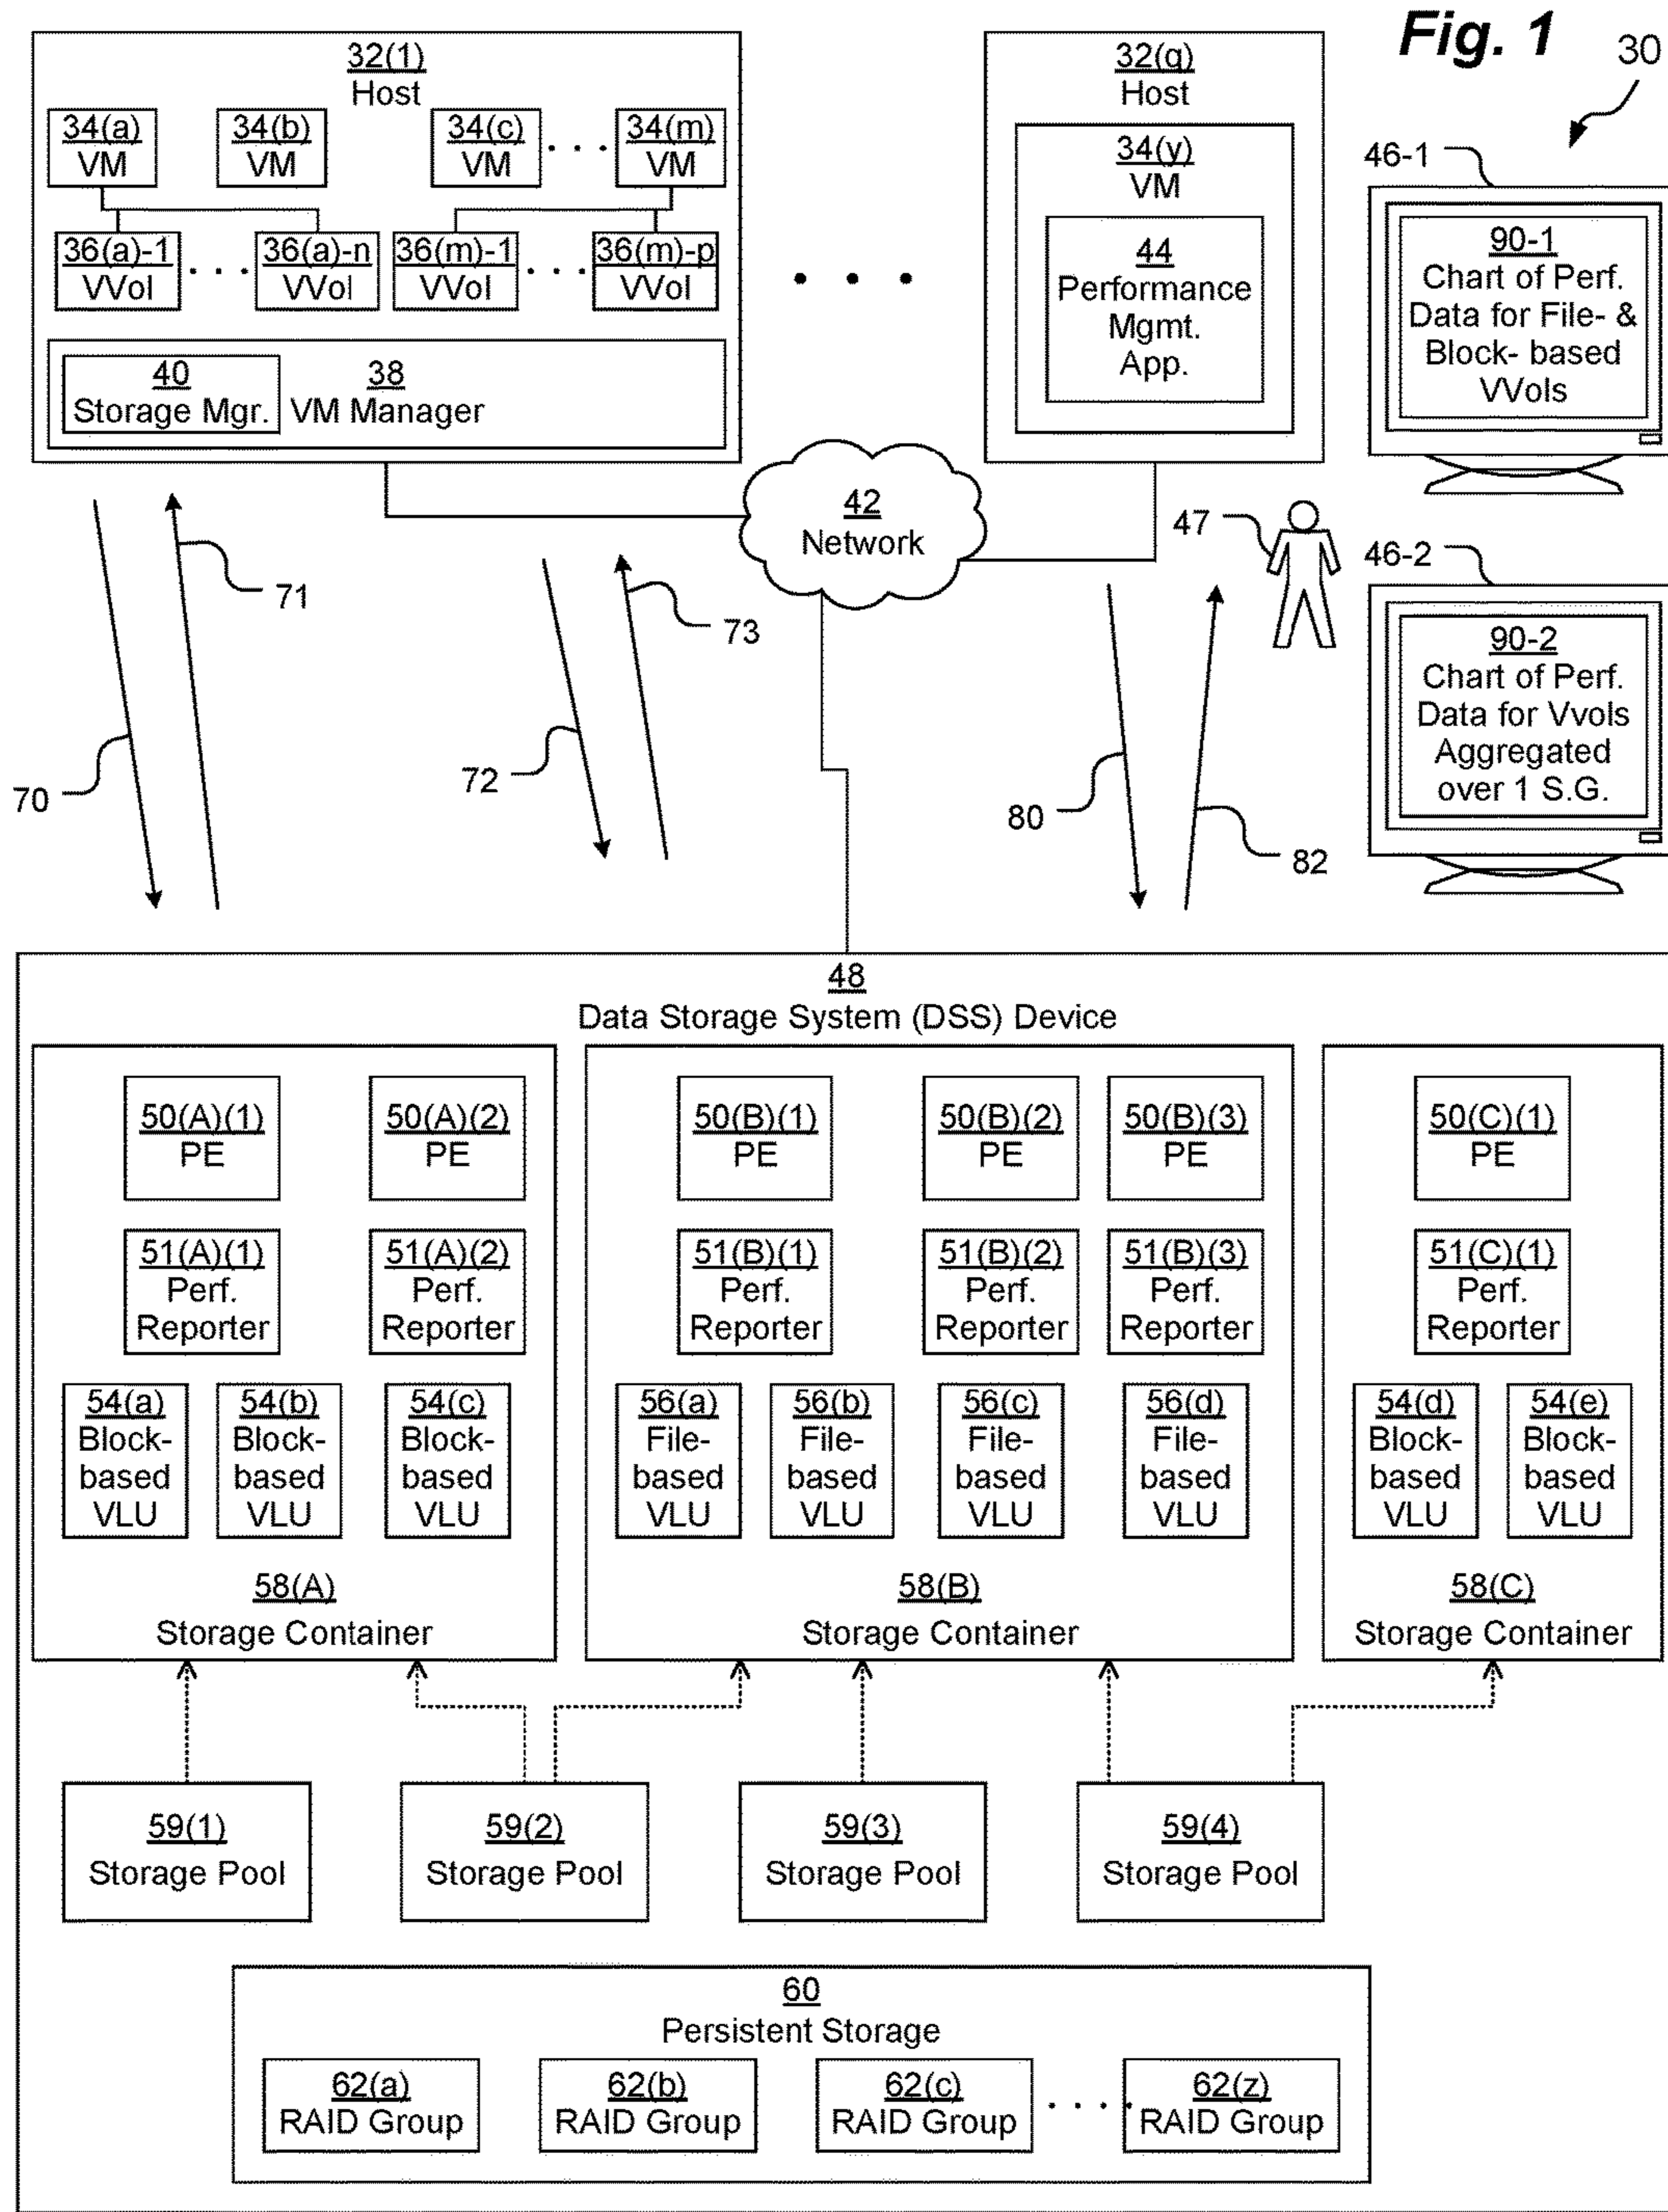 Fig. 1
30
32(1)
Host
34(a)
VM
34(b)
VM
34(c)
VM
. . .
34(m)
VM
36(a)-1
VVol
. . .
36(a)-n
VVol
36(m)-1
VVol
. . .
36(m)-p
VVol
40
Storage Mgr.
38
VM Manager
. . .
32(q)
Host
34(y)
VM
44
Performance
Mgmt.
App.
46-1
90-1
Chart of Perf.
Data for File- &
Block- based
VVols
42
Network
47
46-2
90-2
Chart of Perf.
Data for Vvols
Aggregated
over 1 S.G.
70
71
72
73
80
82
48
Data Storage System (DSS) Device
50(A)(1)
PE
50(A)(2)
PE
51(A)(1)
Perf.
Reporter
51(A)(2)
Perf.
Reporter
54(a)
Block-
based
VLU
54(b)
Block-
based
VLU
54(c)
Block-
based
VLU
58(A)
Storage Container
50(B)(1)
PE
50(B)(2)
PE
50(B)(3)
PE
51(B)(1)
Perf.
Reporter
51(B)(2)
Perf.
Reporter
51(B)(3)
Perf.
Reporter
56(a)
File-
based
VLU
56(b)
File-
based
VLU
56(c)
File-
based
VLU
56(d)
File-
based
VLU
58(B)
Storage Container
50(C)(1)
PE
51(C)(1)
Perf.
Reporter
54(d)
Block-
based
VLU
54(e)
Block-
based
VLU
58(C)
Storage Container
59(1)
Storage Pool
59(2)
Storage Pool
59(3)
Storage Pool
59(4)
Storage Pool
60
Persistent Storage
62(a)
RAID Group
62(b)
RAID Group
62(c)
RAID Group
. . . .
62(z)
RAID Group